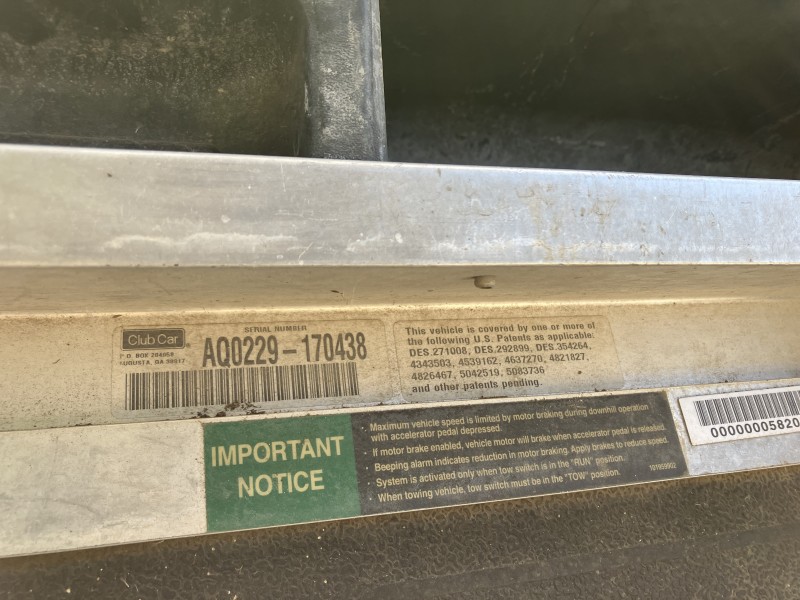 Club Car
P.O. BOX 204658
AUGUSTA, GA 30917
SERIAL NUMBER
AQ0229-170438
This vehicle is covered by one or more of
the following U.S. Patents as applicable:
DES.271008, DES.292899, DES.354264,
4343503, 4539162, 4637270, 4821827,
4826467, 5042519, 5083736
and other patents pending.
IMPORTANT
NOTICE
• Maximum vehicle speed is limited by motor braking during downhill operation
with accelerator pedal depressed.
• If motor brake enabled, vehicle motor will brake when accelerator pedal is released.
• Beeping alarm indicates reduction in motor braking. Apply brakes to reduce speed.
• System is activated only when tow switch is in the "RUN" position.
• When towing vehicle, tow switch must be in the "TOW" position.
101859902
00000005820